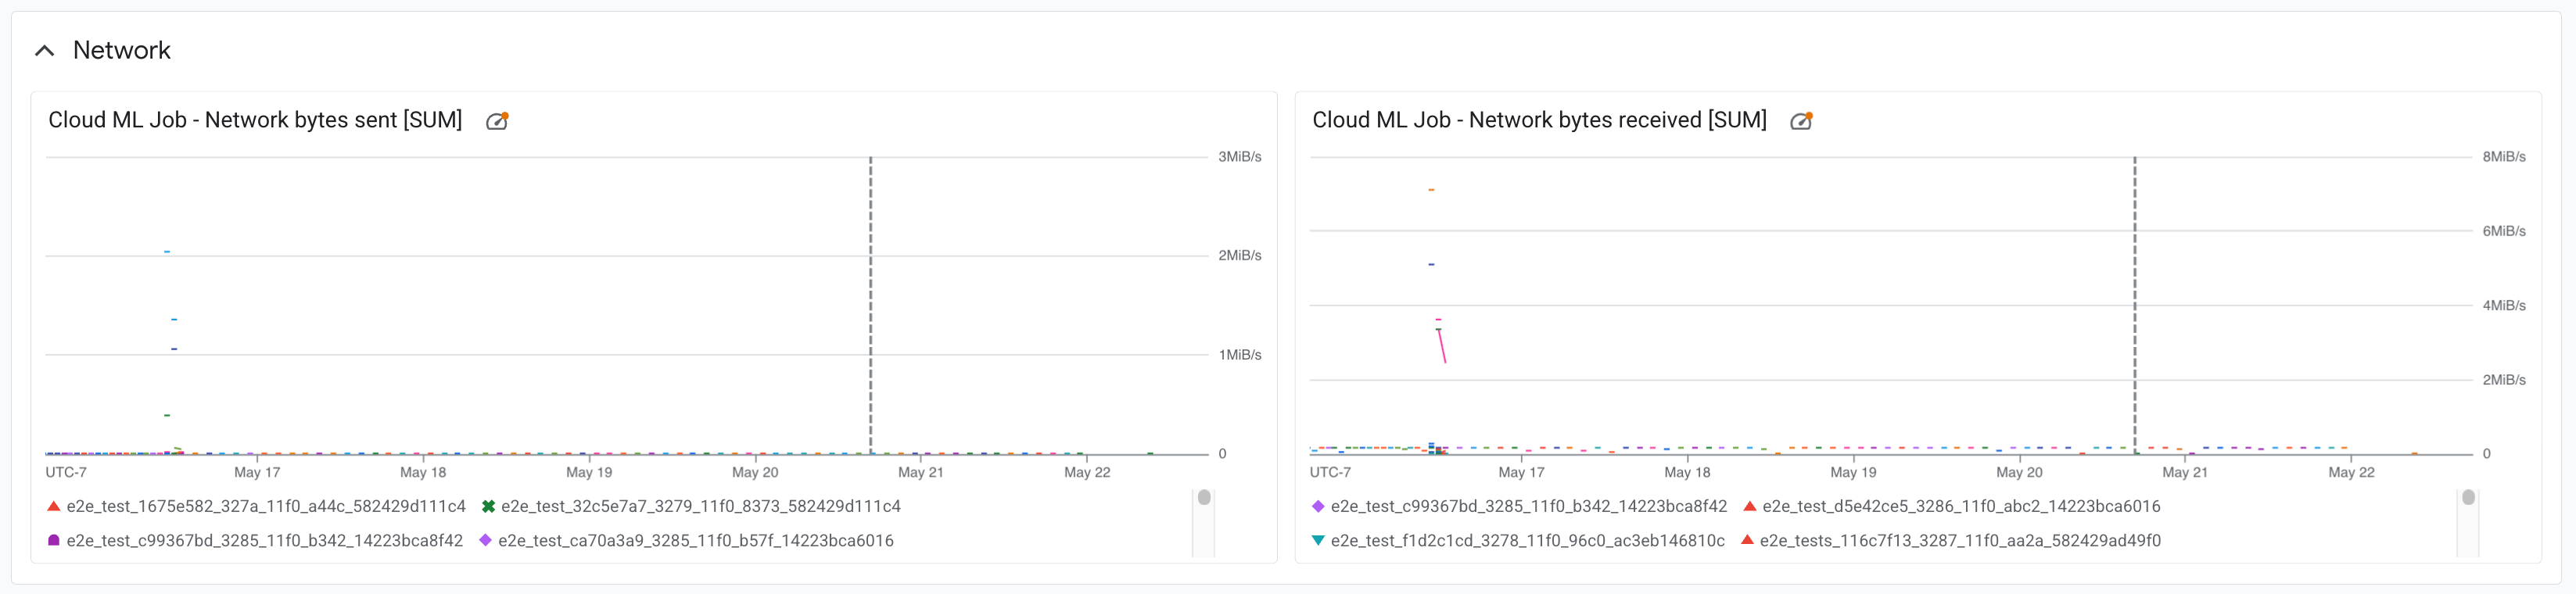 Network
Cloud ML Job - Network bytes sent [SUM]
3MiB/s
2MiB/s
1MiB/s
0
UTC-7 May 17 May 18 May 19 May 20 May 21 May 22
e2e_test_1675e582_327a_11f0_a44c_582429d111c4 e2e_test_32c5e7a7_3279_11f0_8373_582429d111c4
e2e_test_c99367bd_3285_11f0_b342_14223bca8f42 e2e_test_ca70a3a9_3285_11f0_b57f_14223bca6016
Cloud ML Job - Network bytes received [SUM]
8MiB/s
6MiB/s
4MiB/s
2MiB/s
0
UTC-7 May 17 May 18 May 19 May 20 May 21 May 22
e2e_test_c99367bd_3285_11f0_b342_14223bca8f42 e2e_test_d5e42ce5_3286_11f0_abc2_14223bca6016
e2e_test_f1d2c1cd_3278_11f0_96c0_ac3eb146810c e2e_tests_116c7f13_3287_11f0_aa2a_582429ad49f0